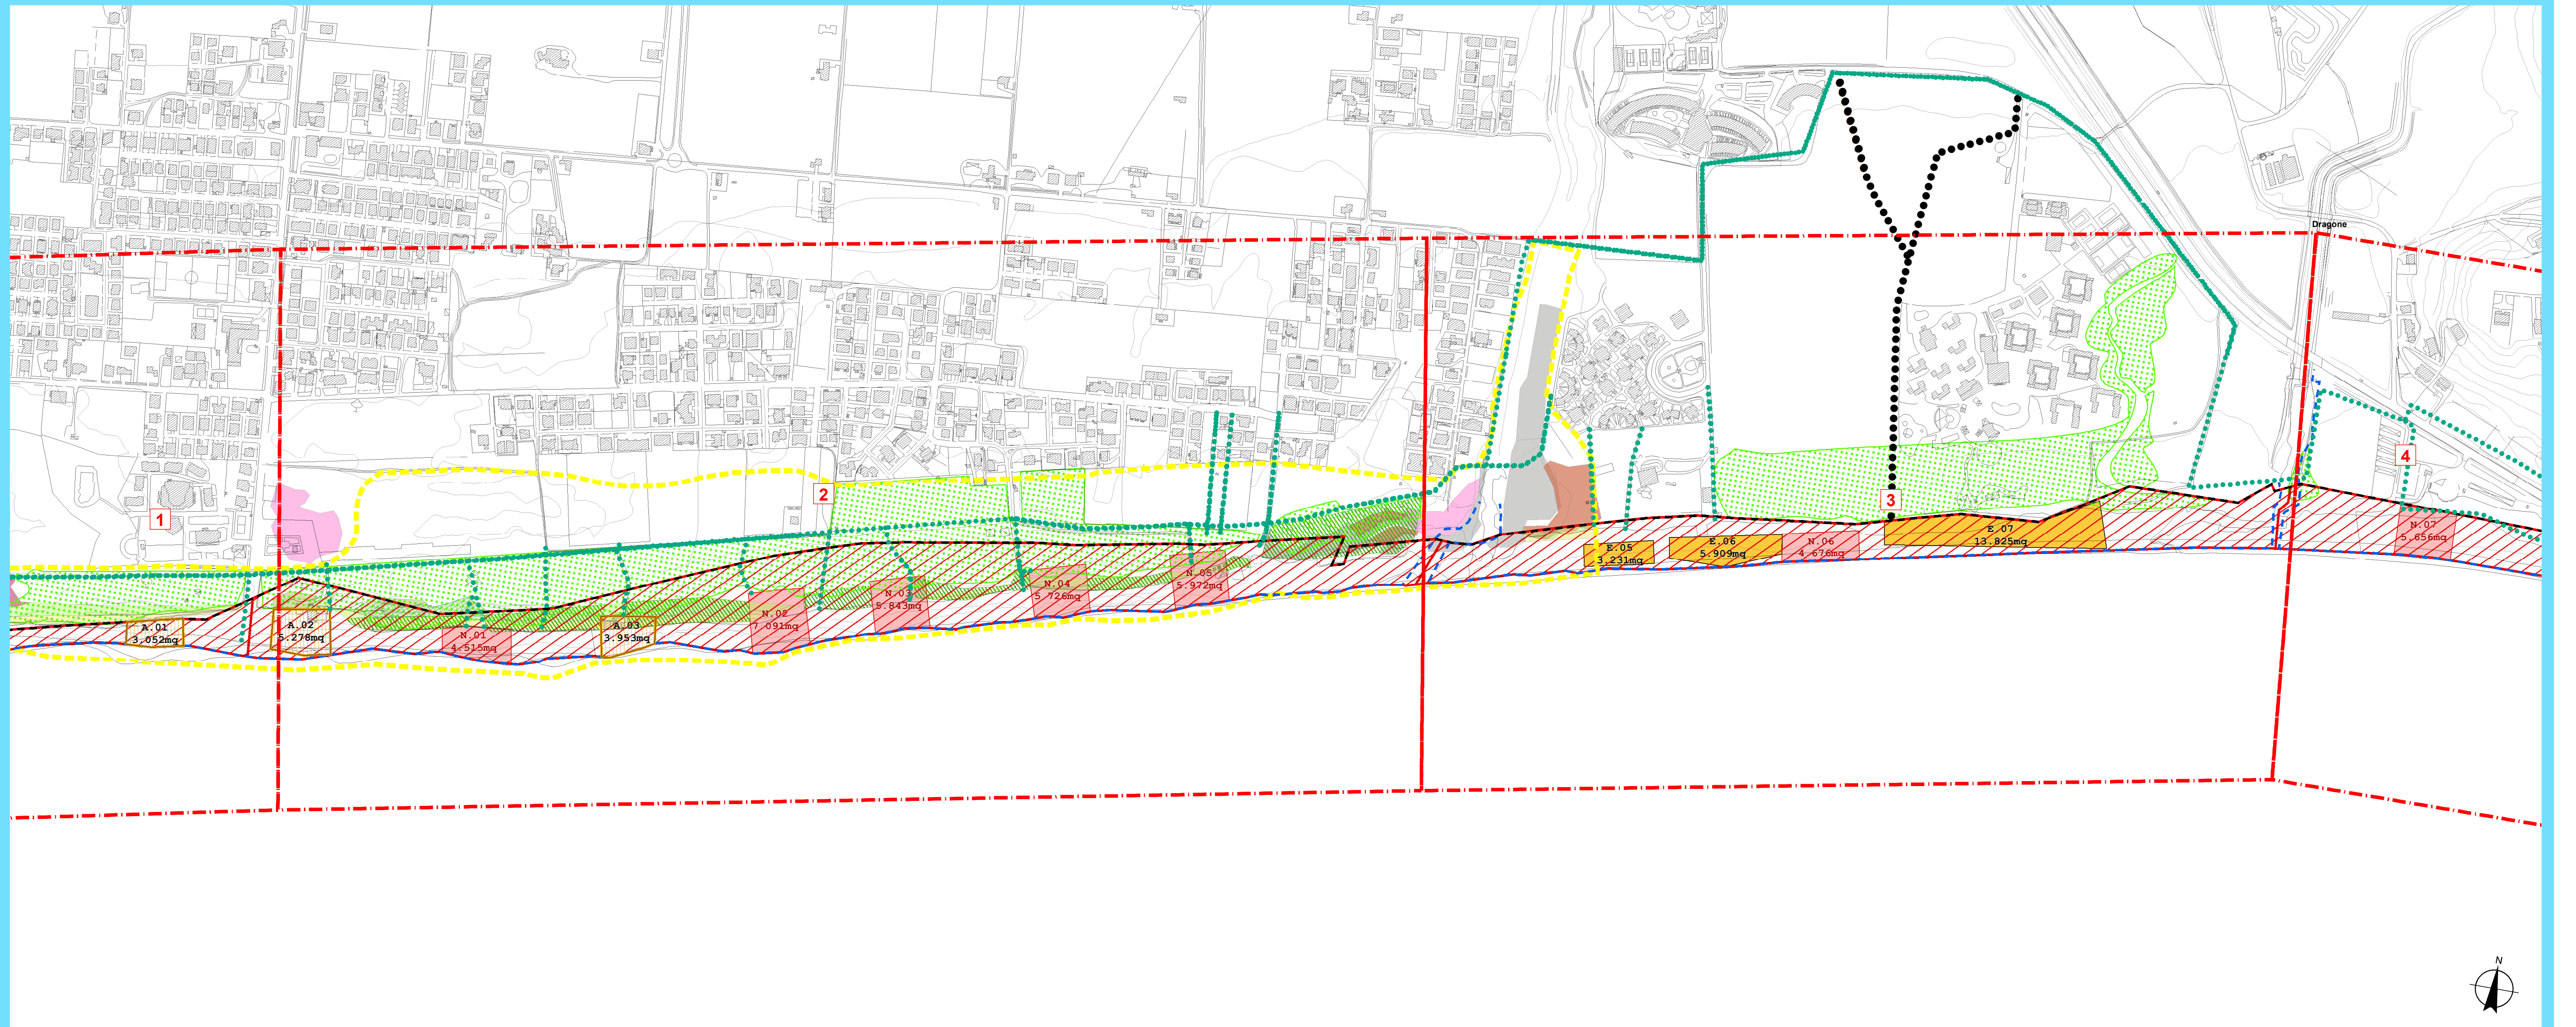 Dragone
4
2
3
1
N.07
5.656mq
E.07
13.825mq
E.06
5.909mq
N.06
4.676mq
E.05
3.231mq
N.05
5.972mq
N.04
5.726mq
N.03
5.843mq
N.02
7.091mq
A.03
3.953mq
N.01
4.515mq
A.02
5.278mq
A.01
3.052mq
N